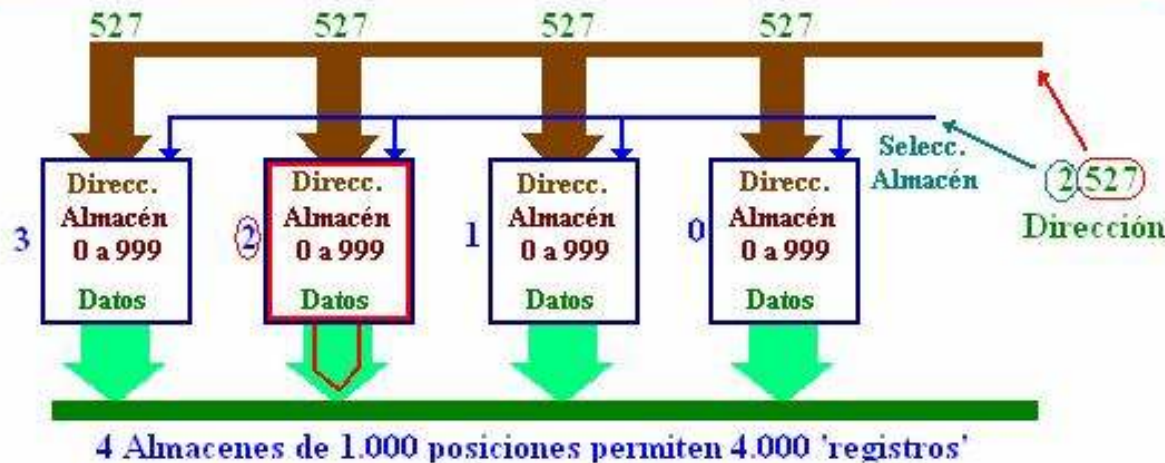 527 527 527 527
Selecc.
Almacén
2 527
Dirección
3
Direcc.
Almacén
0 a 999
Datos
2
Direcc.
Almacén
0 a 999
Datos
1
Direcc.
Almacén
0 a 999
Datos
0
Direcc.
Almacén
0 a 999
Datos
4 Almacenes de 1.000 posiciones permiten 4.000 'registros'